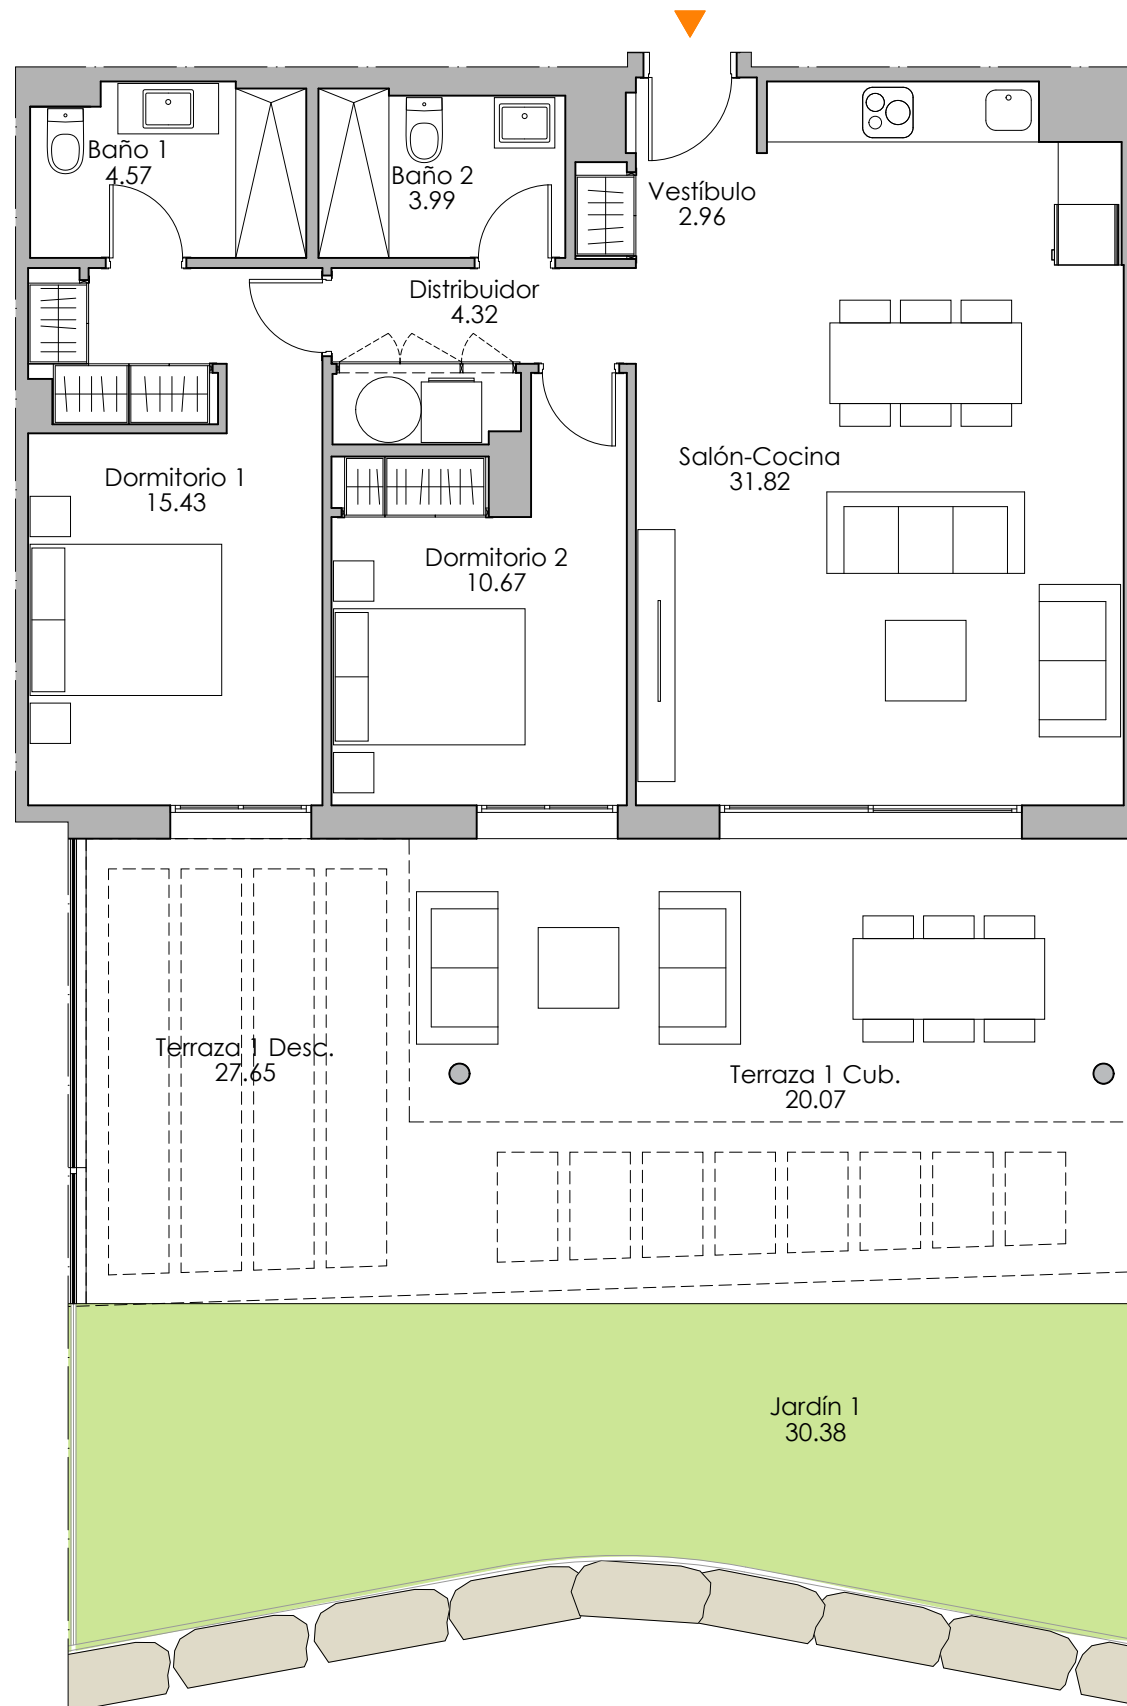 Baño 1
4.57
Baño 2
3.99
Vestíbulo
2.96
Distribuidor
4.32
Salón-Cocina
31.82
Dormitorio 1
15.43
Dormitorio 2
10.67
Terraza 1 Desc.
27.65
Terraza 1 Cub.
20.07
Jardín 1
30.38